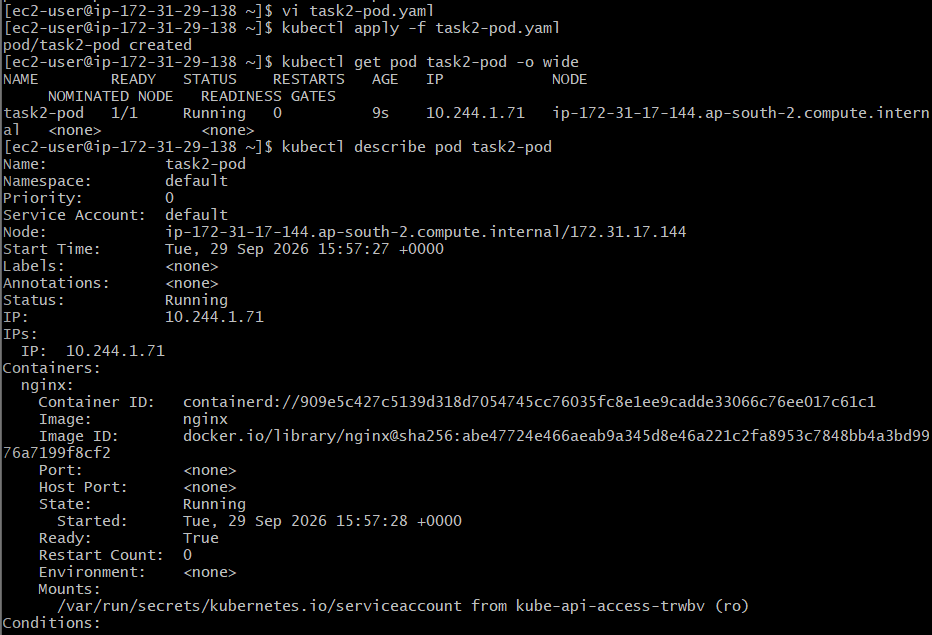 [ec2-user@ip-172-31-29-138 ~]$ vi task2-pod.yaml
[ec2-user@ip-172-31-29-138 ~]$ kubectl apply -f task2-pod.yaml
pod/task2-pod created
[ec2-user@ip-172-31-29-138 ~]$ kubectl get pod task2-pod -o wide
NAME        READY   STATUS    RESTARTS   AGE   IP            NODE
     NOMINATED NODE   READINESS GATES
task2-pod   1/1     Running   0          9s    10.244.1.71   ip-172-31-17-144.ap-south-2.compute.intern
al   <none>           <none>
[ec2-user@ip-172-31-29-138 ~]$ kubectl describe pod task2-pod
Name:             task2-pod
Namespace:        default
Priority:         0
Service Account:  default
Node:             ip-172-31-17-144.ap-south-2.compute.internal/172.31.17.144
Start Time:       Tue, 29 Sep 2026 15:57:27 +0000
Labels:           <none>
Annotations:      <none>
Status:           Running
IP:               10.244.1.71
IPs:
  IP:  10.244.1.71
Containers:
  nginx:
    Container ID:   containerd://909e5c427c5139d318d7054745cc76035fc8e1ee9cadde33066c76ee017c61c1
    Image:          nginx
    Image ID:       docker.io/library/nginx@sha256:abe47724e466aeab9a345d8e46a221c2fa8953c7848bb4a3bd99
76a7199f8cf2
    Port:           <none>
    Host Port:      <none>
    State:          Running
      Started:      Tue, 29 Sep 2026 15:57:28 +0000
    Ready:          True
    Restart Count:  0
    Environment:    <none>
    Mounts:
      /var/run/secrets/kubernetes.io/serviceaccount from kube-api-access-trwbv (ro)
Conditions: